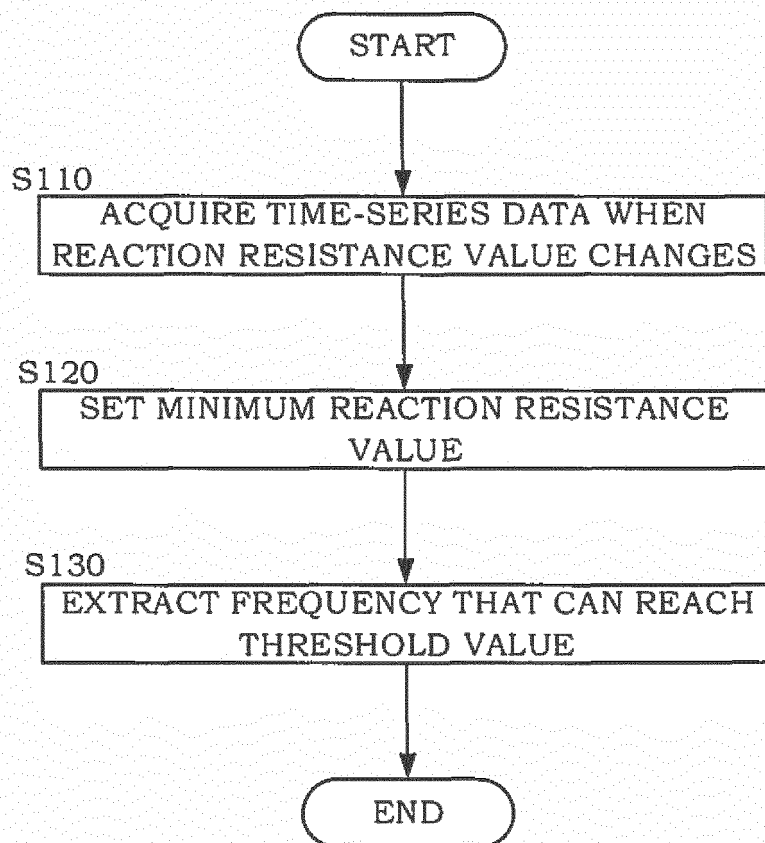 START
S110
ACQUIRE TIME-SERIES DATA WHEN
REACTION RESISTANCE VALUE CHANGES
S120
SET MINIMUM REACTION RESISTANCE
VALUE
S130
EXTRACT FREQUENCY THAT CAN REACH
THRESHOLD VALUE
END